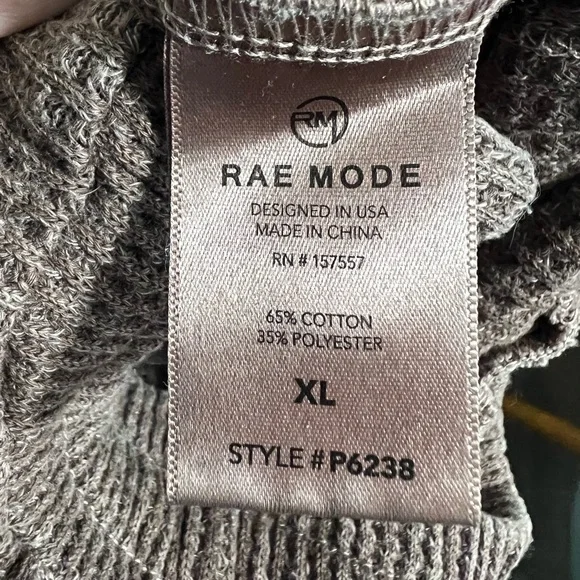 RM
RAE MODE
DESIGNED IN USA
MADE IN CHINA
RN # 157557
65% COTTON
35% POLYESTER
XL
STYLE # P6238